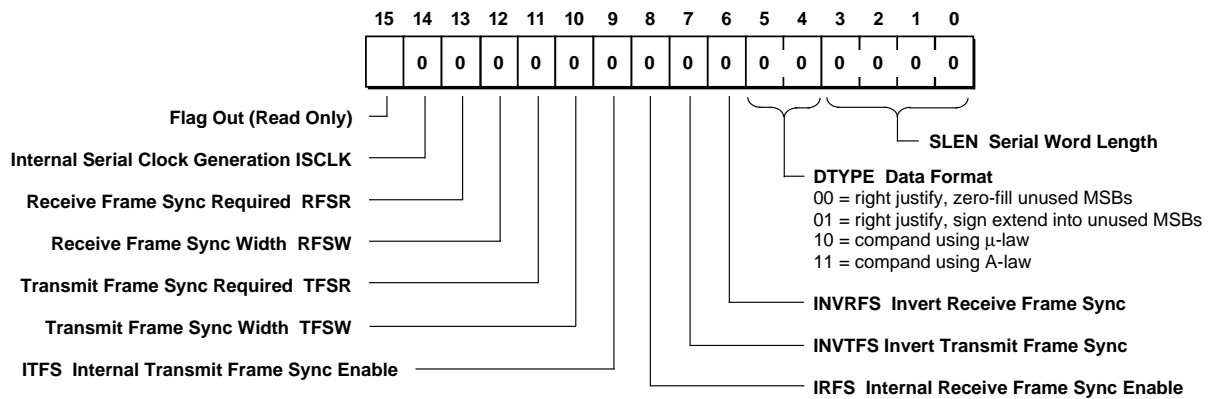 15 14 13 12 11 10 9 8 7 6 5 4 3 2 1 0
0 0 0 0 0 0 0 0 0 0 0 0 0 0 0
Flag Out (Read Only)
Internal Serial Clock Generation ISCLK
Receive Frame Sync Required RFSR
Receive Frame Sync Width RFSW
Transmit Frame Sync Required TFSR
Transmit Frame Sync Width TFSW
ITFS Internal Transmit Frame Sync Enable
SLEN Serial Word Length
DTYPE Data Format
00 = right justify, zero-fill unused MSBs
01 = right justify, sign extend into unused MSBs
10 = compand using μ-law
11 = compand using A-law
INVRFS Invert Receive Frame Sync
INVTFS Invert Transmit Frame Sync
IRFS Internal Receive Frame Sync Enable